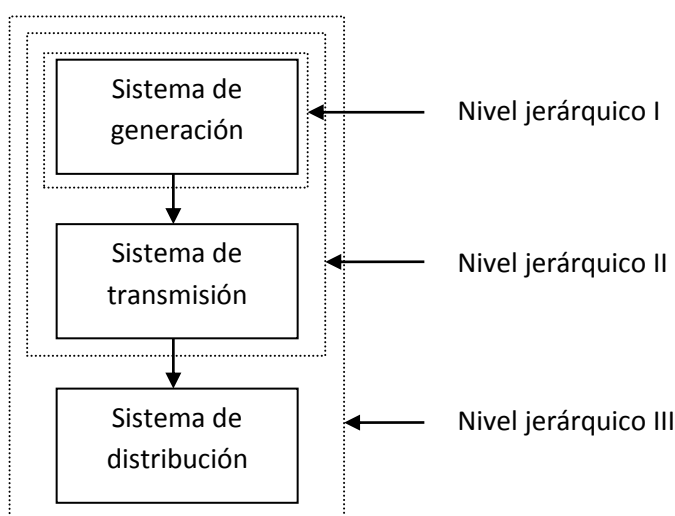 Sistema de
generación
Nivel jerárquico I
Sistema de
transmisión
Nivel jerárquico II
Sistema de
distribución
Nivel jerárquico III